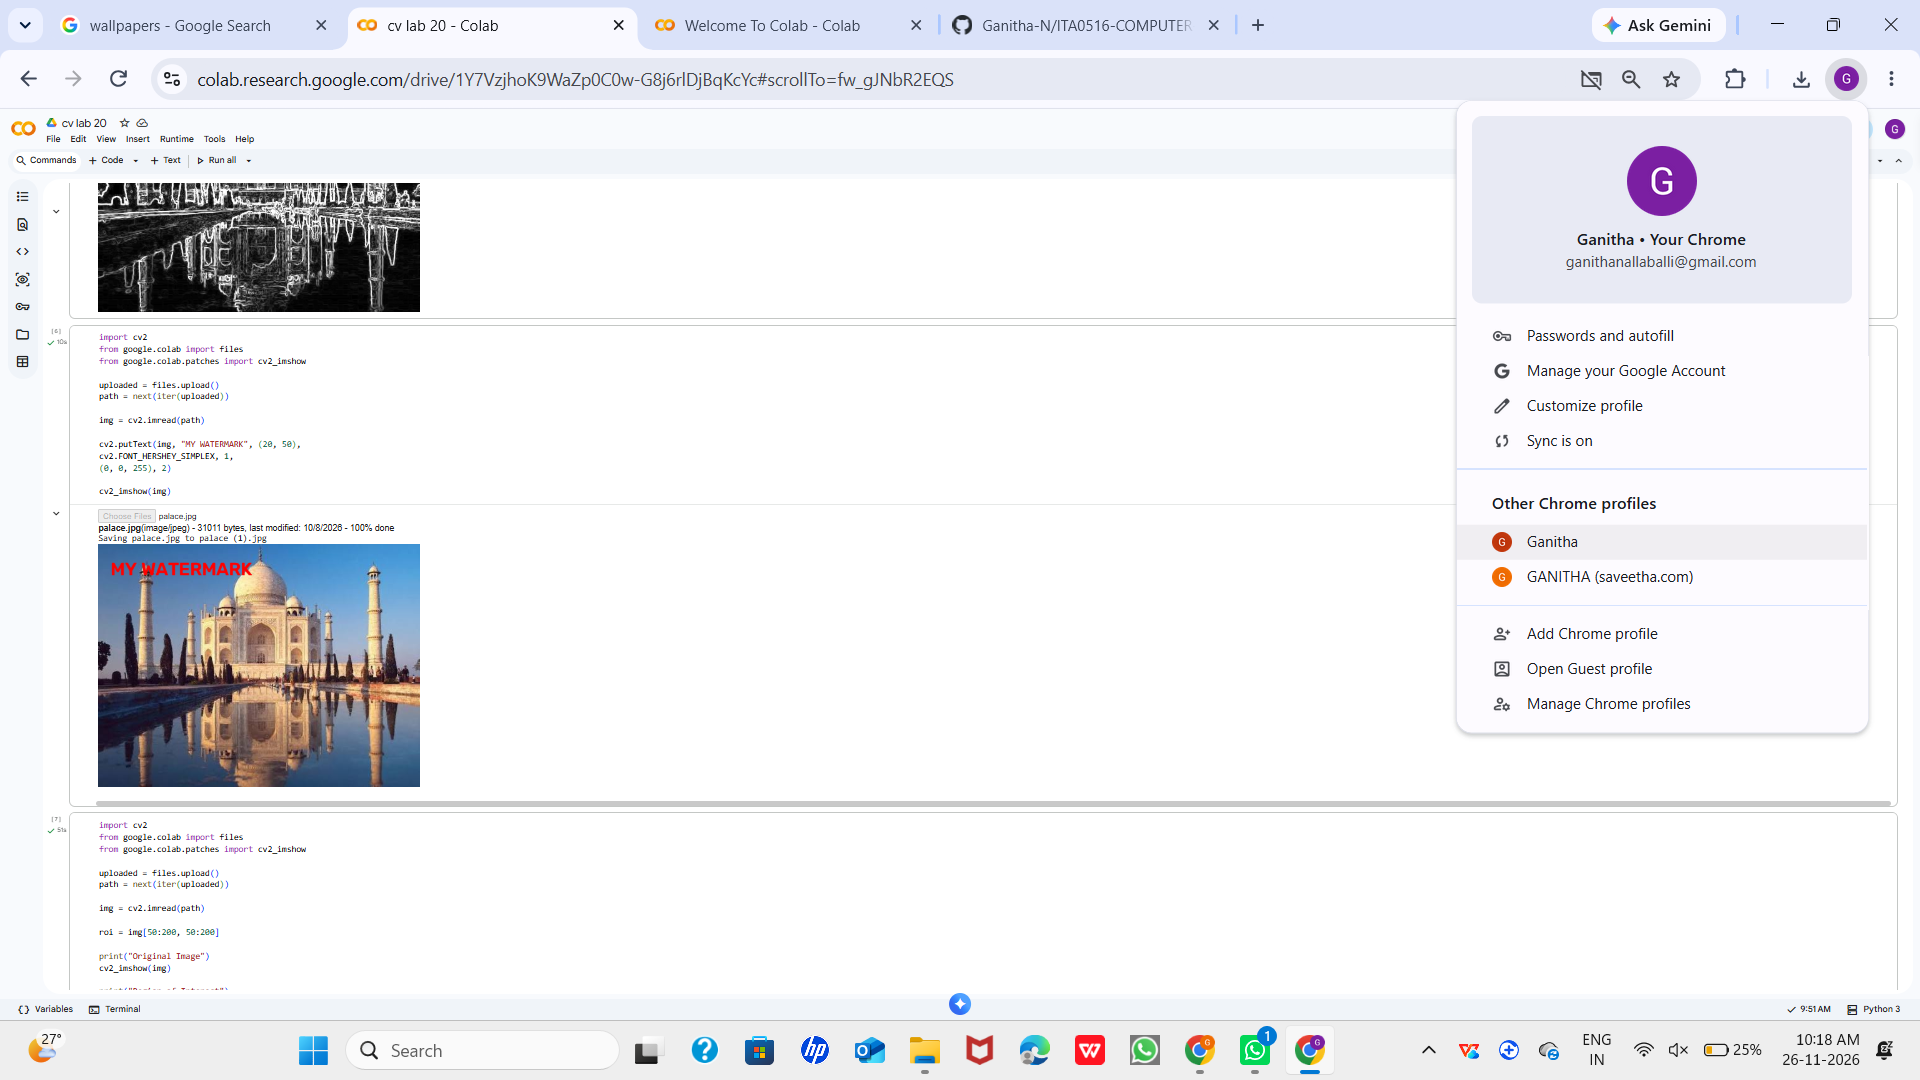 wallpapers - Google Search
cv lab 20 - Colab
Welcome To Colab - Colab
Ganitha-N/ITA0516-COMPUTER
Ask Gemini
colab.research.google.com/drive/1Y7VzjhoK9WaZp0C0w-G8j6rlDjBqKcYc#scrollTo=fw_gJNbR2EQS
G
cv lab 20
File Edit View Insert Runtime Tools Help
G
Commands + Code + Text Run all
G
Ganitha • Your Chrome
ganithanallaballi@gmail.com
Passwords and autofill
Manage your Google Account
Customize profile
Sync is on
Other Chrome profiles
G Ganitha
G GANITHA (saveetha.com)
Add Chrome profile
Open Guest profile
Manage Chrome profiles
[6]
10s
import cv2
from google.colab import files
from google.colab.patches import cv2_imshow
uploaded = files.upload()
path = next(iter(uploaded))
img = cv2.imread(path)
cv2.putText(img, "MY WATERMARK", (20, 50),
cv2.FONT_HERSHEY_SIMPLEX, 1,
(0, 0, 255), 2)
cv2_imshow(img)
Choose Files palace.jpg
palace.jpg(image/jpeg) - 31011 bytes, last modified: 10/8/2026 - 100% done
Saving palace.jpg to palace (1).jpg
MY WATERMARK
[7]
51s
import cv2
from google.colab import files
from google.colab.patches import cv2_imshow
uploaded = files.upload()
path = next(iter(uploaded))
img = cv2.imread(path)
roi = img[50:200, 50:200]
print("Original Image")
cv2_imshow(img)
print("Region of Interest")
Variables Terminal
9:51 AM Python 3
27°
Search
hp
1
ENG
IN
25%
10:18 AM
26-11-2026